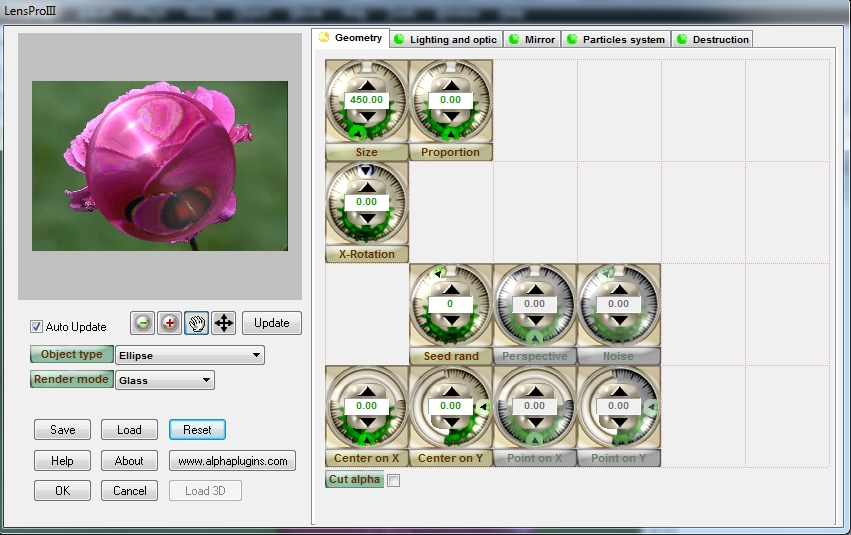 LensProIII
Geometry
Lighting and optic
Mirror
Particles system
Destruction
450.00
0.00
Size
Proportion
0.00
X-Rotation
0
0.00
0.00
Seed rand
Perspective
Noise
0.00
0.00
0.00
0.00
Center on X
Center on Y
Point on X
Point on Y
Cut alpha
Auto Update
Update
Object type
Ellipse
Render mode
Glass
Save
Load
Reset
Help
About
www.alphaplugins.com
OK
Cancel
Load 3D